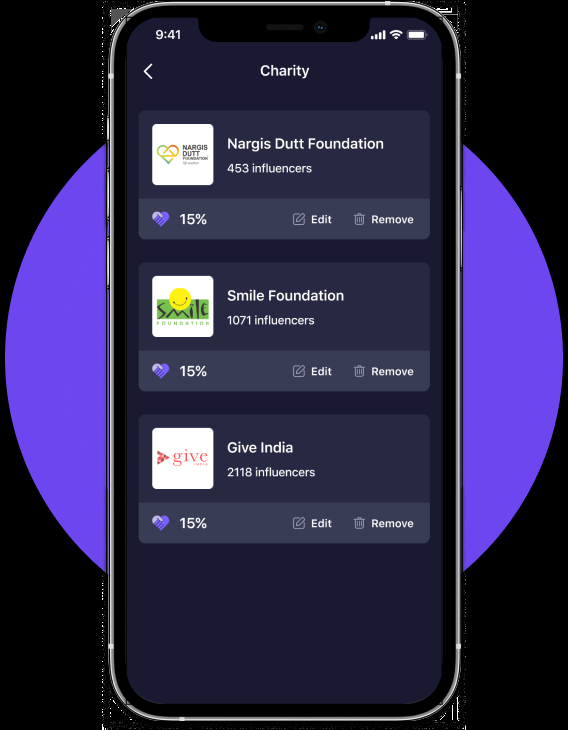 9:41
Charity
NARGIS
DUTT
FOUNDATION
Nargis Dutt Foundation
453 influencers
15%
Edit
Remove
SMILE
FOUNDATION
Smile Foundation
1071 influencers
15%
Edit
Remove
give
INDIA
Give India
2118 influencers
15%
Edit
Remove